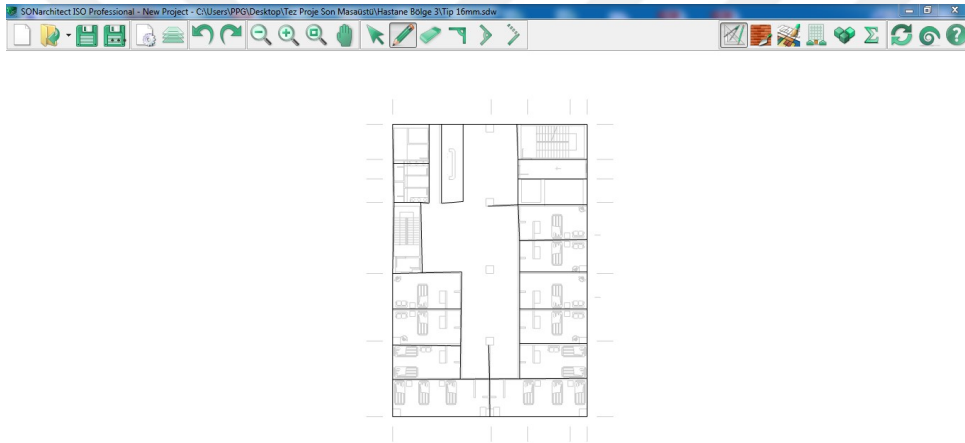 SONarchitect ISO Professional - New Project - C:\Users\PPG\Desktop\Tez Proje Son Masaüstü\Hastane Bölge 3\Tip 16mm.sdw